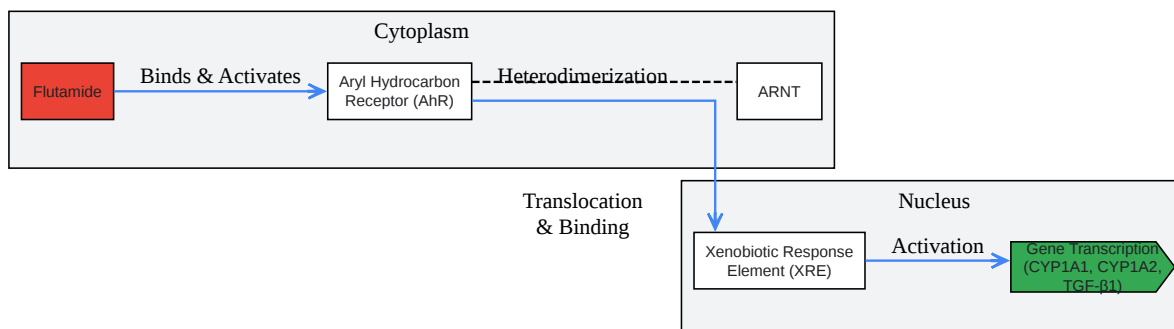 Cytoplasm
Flutamide
Binds & Activates
Aryl Hydrocarbon
Receptor (AhR)
Heterodimerization
ARNT
Translocation
& Binding
Nucleus
Xenobiotic Response
Element (XRE)
Activation
Gene Transcription
(CYP1A1, CYP1A2,
TGF-β1)